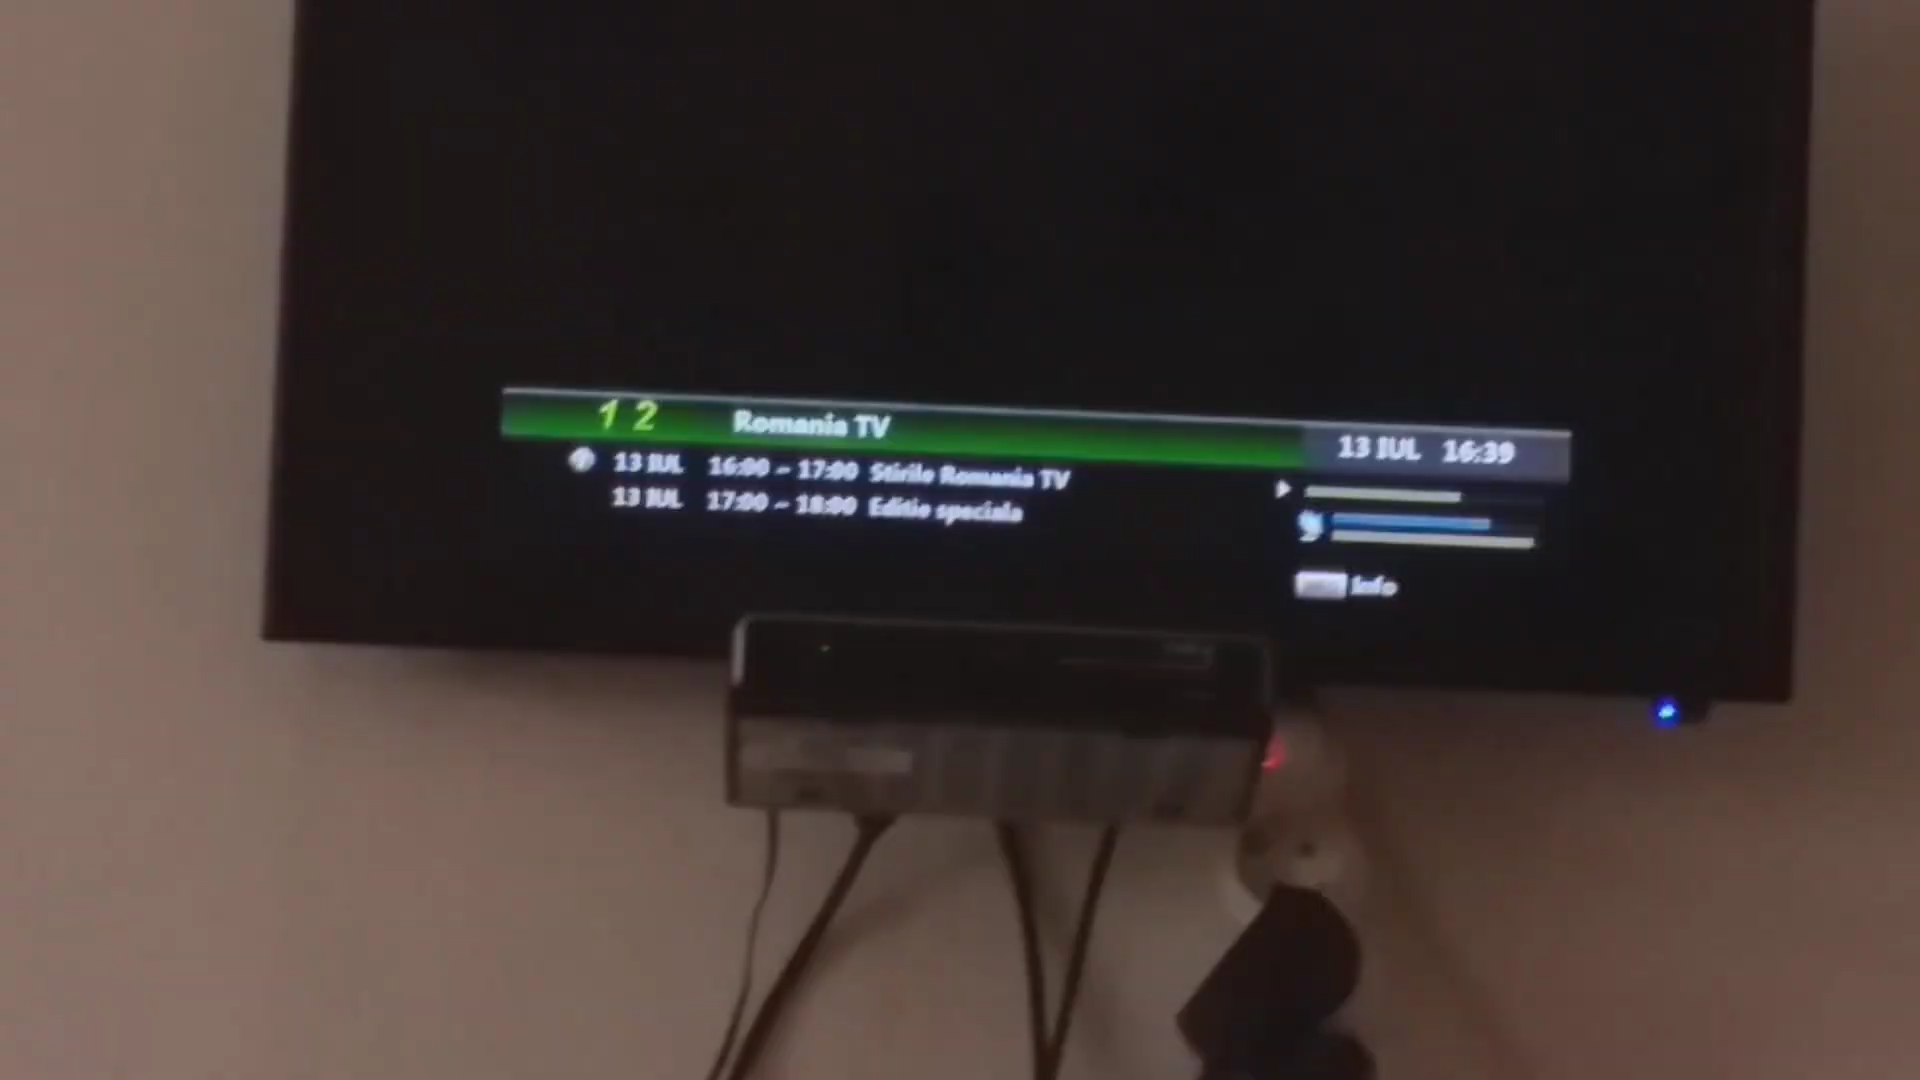 12 Romania TV 13 IUL 16:39
13 IUL 16:00 - 17:00 Stirile Romania TV
13 IUL 17:00 - 18:00 Editie speciala
Info